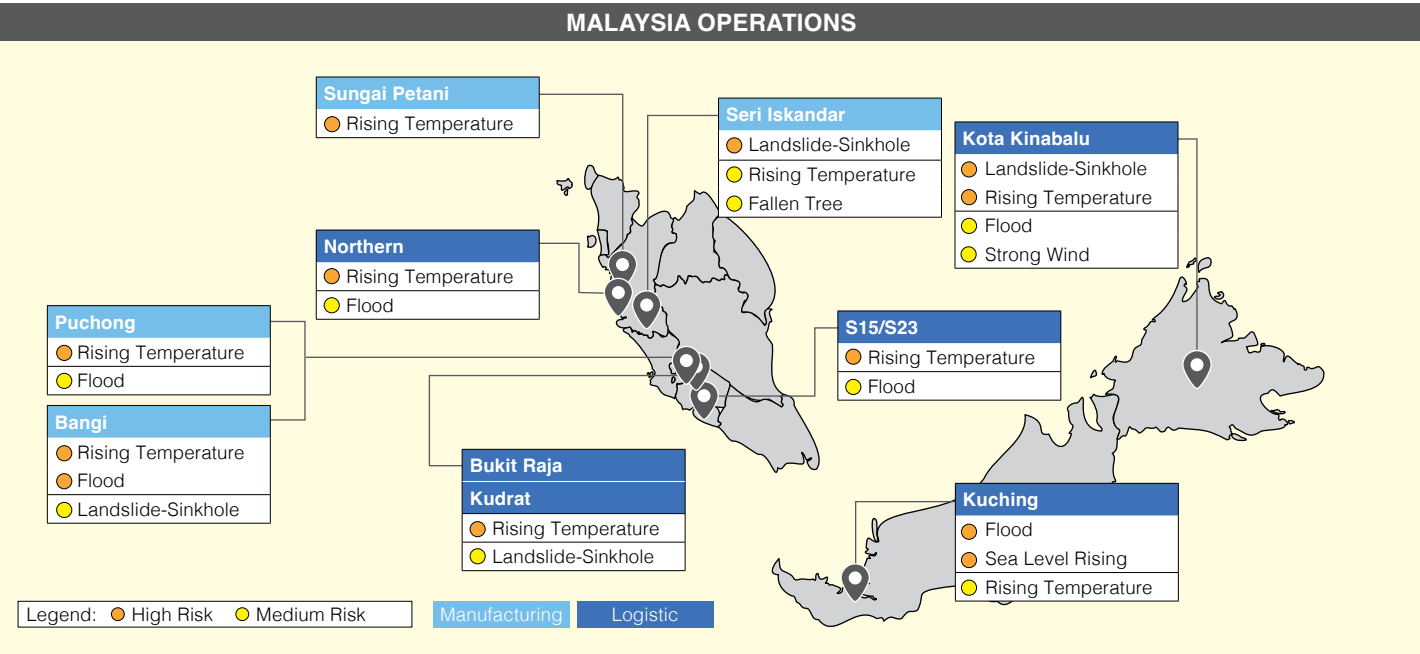 MALAYSIA OPERATIONS
Sungai Petani
Rising Temperature
Seri Iskandar
Landslide-Sinkhole
Rising Temperature
Fallen Tree
Kota Kinabalu
Landslide-Sinkhole
Rising Temperature
Flood
Strong Wind
Northern
Rising Temperature
Flood
Puchong
Rising Temperature
Flood
Bangi
Rising Temperature
Flood
Landslide-Sinkhole
S15/S23
Rising Temperature
Flood
Bukit Raja
Kudrat
Rising Temperature
Landslide-Sinkhole
Kuching
Flood
Sea Level Rising
Rising Temperature
Legend: High Risk Medium Risk Manufacturing Logistic